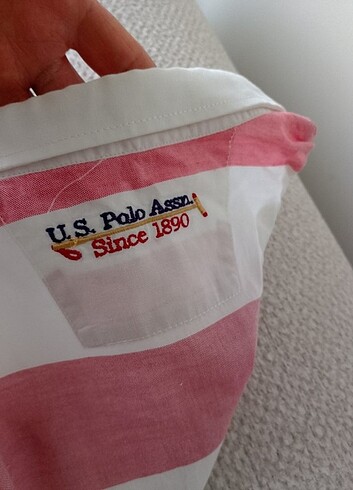 U.S. Polo Assn.
Since 1890